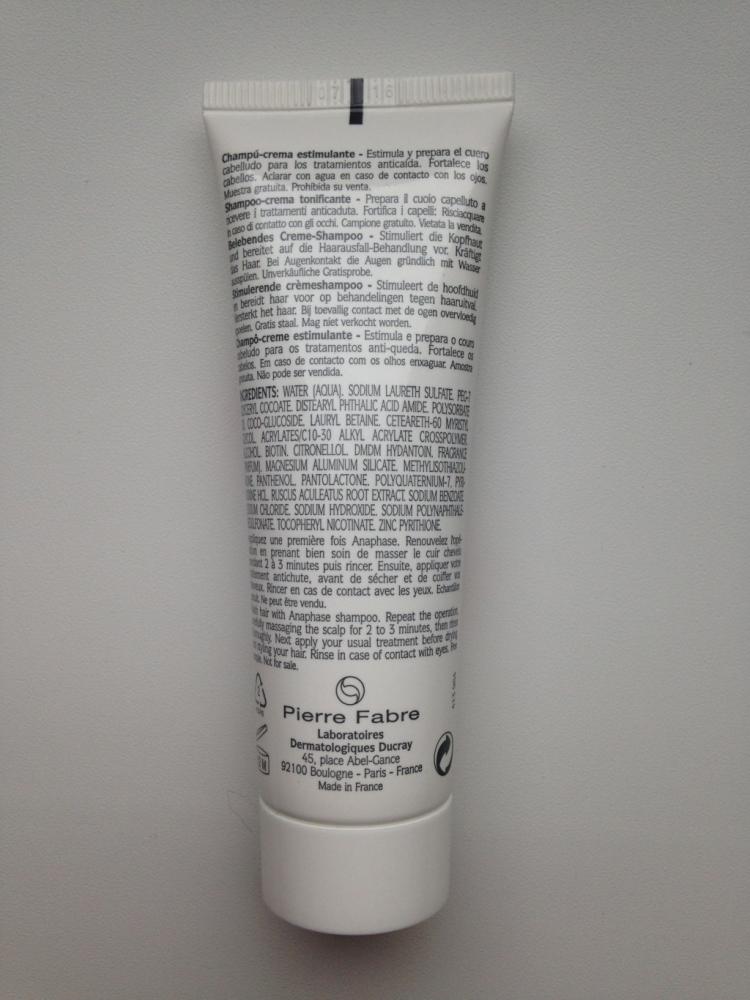 07 16
Champú-crema estimulante - Estimula y prepara el cuero
cabelludo para los tratamientos anticaída. Fortalece los
cabellos. Aclarar con agua en caso de contacto con los ojos.
Muestra gratuita. Prohibida su venta.
Shampoo-crema tonificante - Prepara il cuoio capelluto a
ricevere i trattamenti anticaduta. Fortifica i capelli: Risciacquare
in caso di contatto con gli occhi. Campione gratuito. Vietata la vendita.
Belebendes Creme-Shampoo - Stimuliert die Kopfhaut
und bereitet auf die Haarausfall-Behandlung vor. Kräftigt
das Haar. Bei Augenkontakt die Augen gründlich mit Wasser
ausspülen. Unverkäufliche Gratisprobe.
Stimulerende crèmeshampoo - Stimuleert de hoofdhuid
en bereidt haar voor op behandelingen tegen haaruitval.
Versterkt het haar. Bij toevallig contact met de ogen overvloedig
spoelen. Gratis staal. Mag niet verkocht worden.
Champô-creme estimulante - Estimula e prepara o couro
cabeludo para os tratamentos anti-queda. Fortalece os
cabelos. Em caso de contacto com os olhos enxaguar. Amostra
gratuita. Não pode ser vendida.
INGREDIENTS: WATER (AQUA). SODIUM LAURETH SULFATE. PEG-7
GLYCERYL COCOATE. DISTEARYL PHTHALIC ACID AMIDE. POLYSORBATE
COCO-GLUCOSIDE. LAURYL BETAINE. CETEARETH-60 MYRISTYL
GLYCOL. ACRYLATES/C10-30 ALKYL ACRYLATE CROSSPOLYMER.
ALCOHOL. BIOTIN. CITRONELLOL. DMDM HYDANTOIN. FRAGRANCE
(PARFUM). MAGNESIUM ALUMINUM SILICATE. METHYLISOTHIAZOLI-
NONE. PANTHENOL. PANTOLACTONE. POLYQUATERNIUM-7. PYRI-
DOXINE HCL. RUSCUS ACULEATUS ROOT EXTRACT. SODIUM BENZOATE.
SODIUM CHLORIDE. SODIUM HYDROXIDE. SODIUM POLYNAPHTHALE-
NESULFONATE. TOCOPHERYL NICOTINATE. ZINC PYRITHIONE.
Appliquez une première fois Anaphase. Renouvelez l'opé-
ration en prenant bien soin de masser le cuir chevelu
pendant 2 à 3 minutes puis rincer. Ensuite, appliquer votre
traitement antichute, avant de sécher et de coiffer vos
cheveux. Rincer en cas de contact avec les yeux. Echantillon
gratuit. Ne peut être vendu.
Wash hair with Anaphase shampoo. Repeat the operation,
carefully massaging the scalp for 2 to 3 minutes, then rinse
thoroughly. Next apply your usual treatment before drying
or styling your hair. Rinse in case of contact with eyes. Free
sample. Not for sale.
Pierre Fabre
Laboratoires
Dermatologiques Ducray
45, place Abel-Gance
92100 Boulogne - Paris - France
Made in France